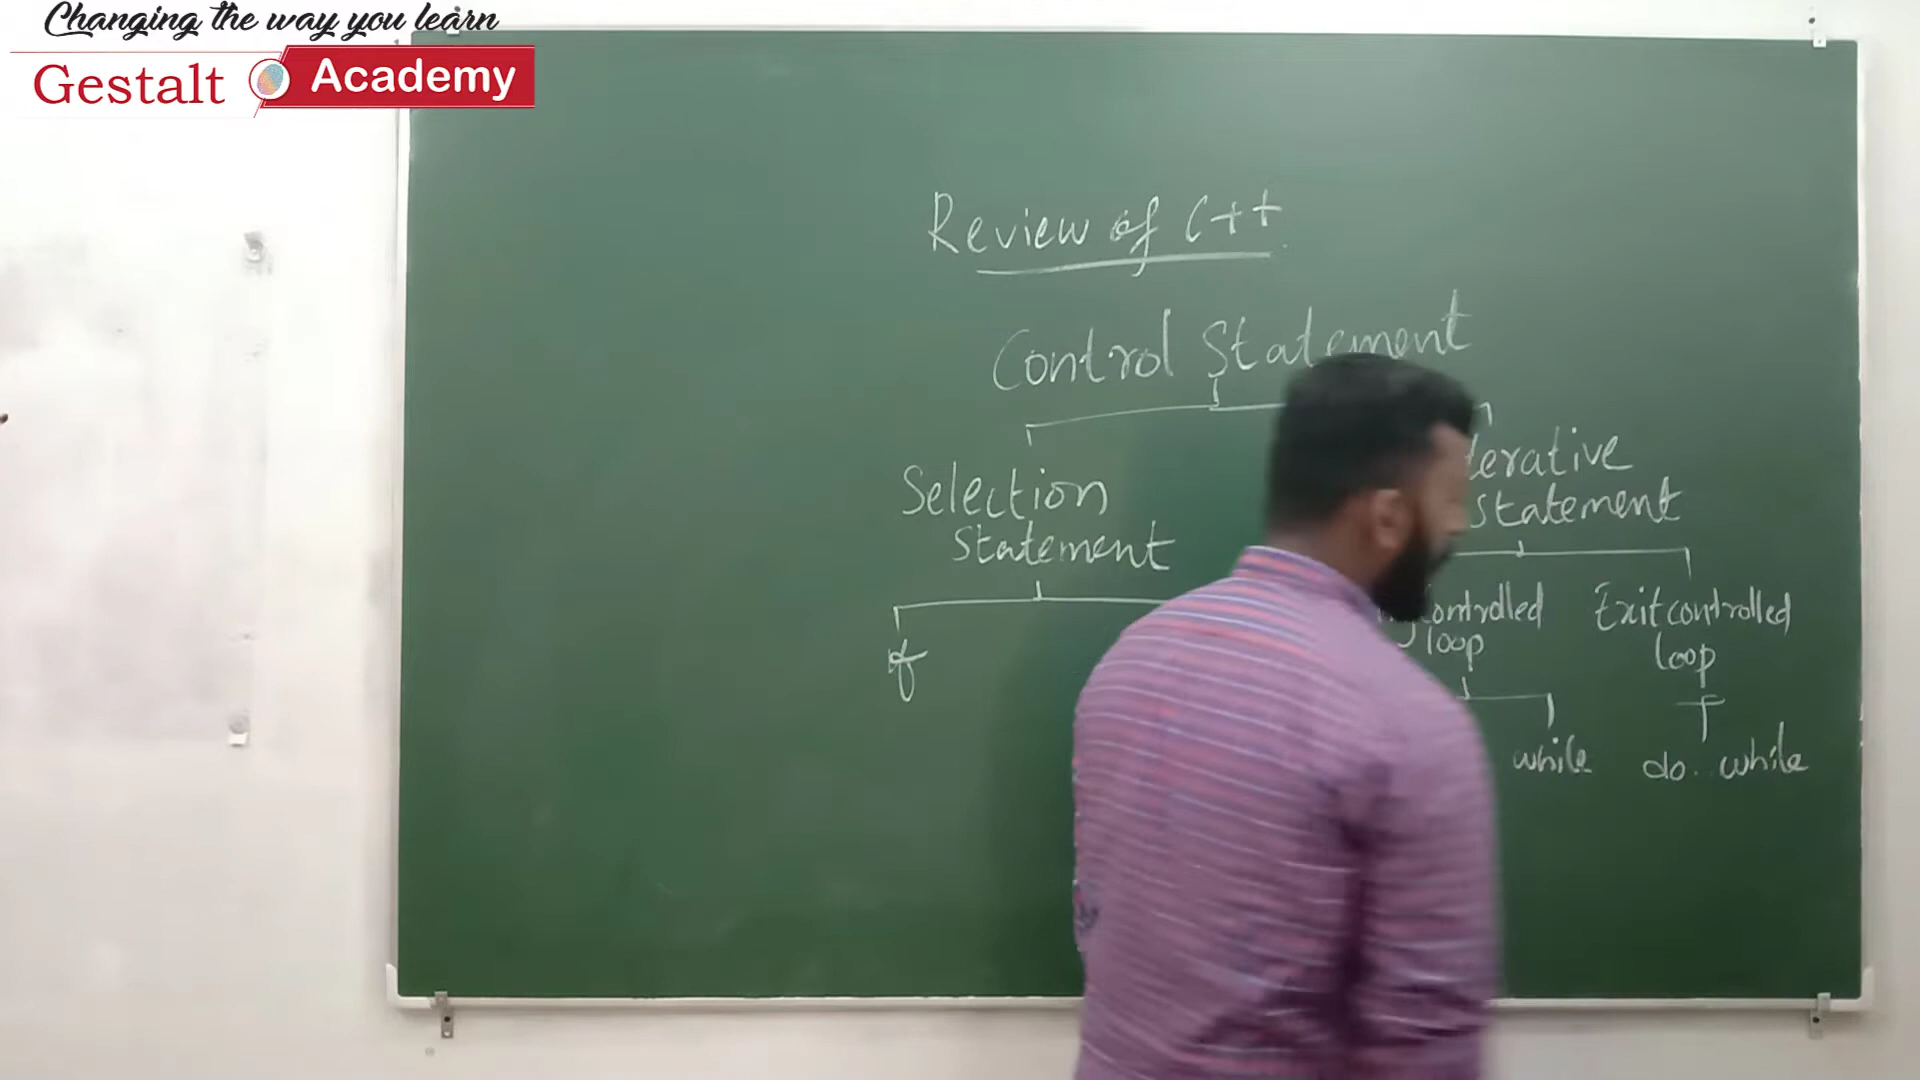 Changing the way you learn
Gestalt Academy
Review of C++
Control Statement
Selection
Statement
if
terative
Statement
controlled
loop
while
Exit controlled
loop
do.. while